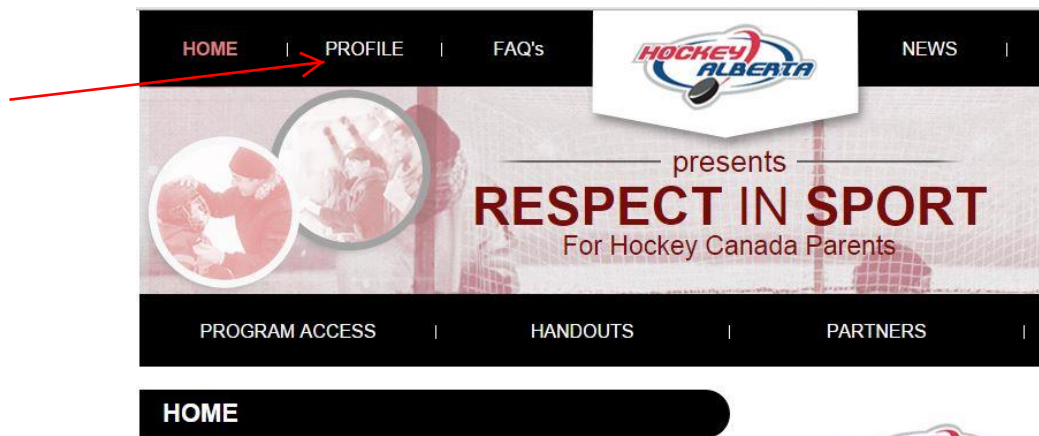 HOME | PROFILE | FAQ's HOCKEY ALBERTA NEWS |
presents
RESPECT IN SPORT
For Hockey Canada Parents
PROGRAM ACCESS | HANDOUTS | PARTNERS |
HOME